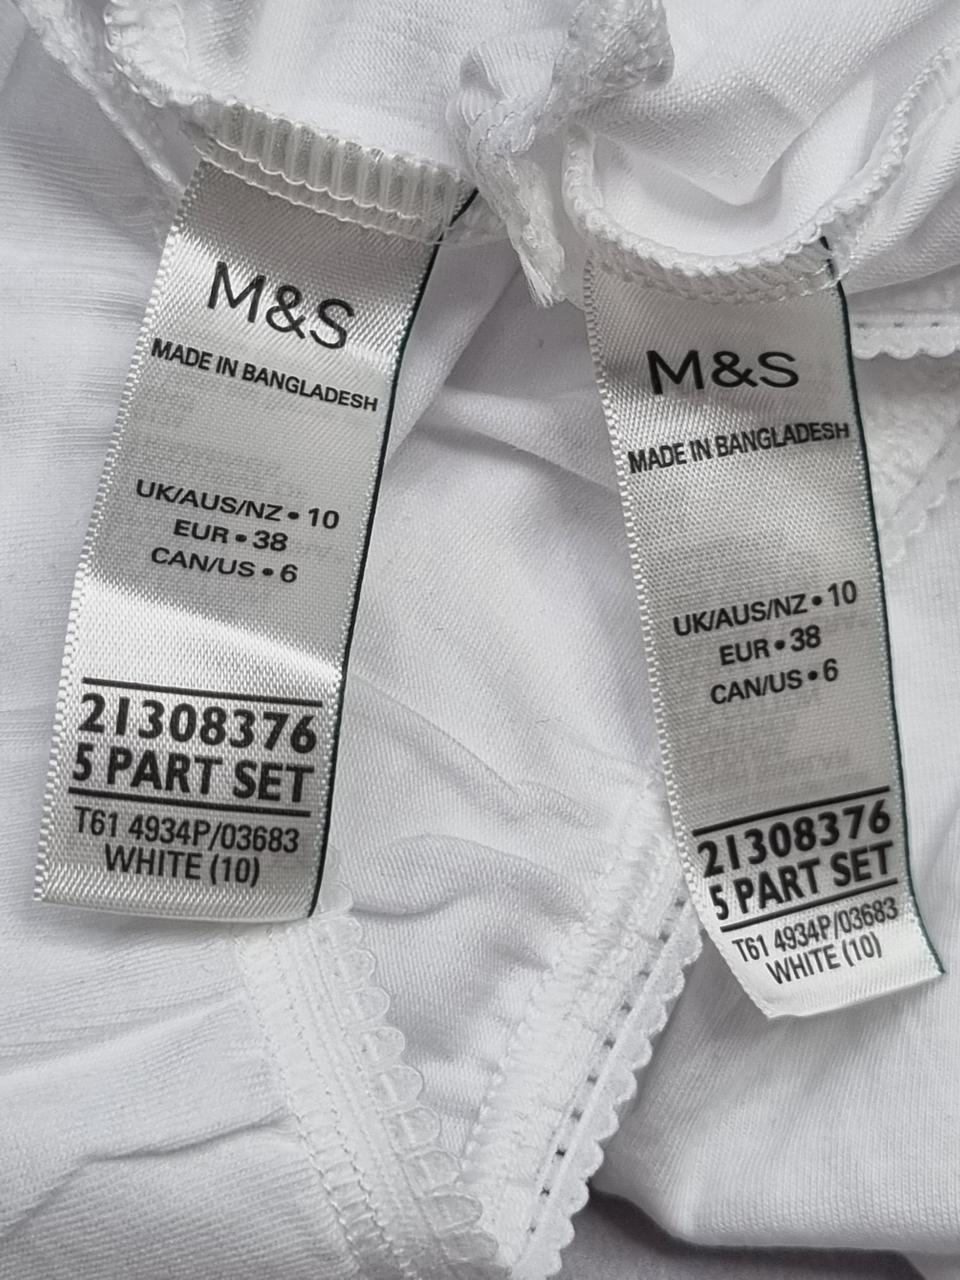 M&S
MADE IN BANGLADESH
UK/AUS/NZ • 10
EUR • 38
CAN/US • 6
21308376
5 PART SET
T61 4934P/03683
WHITE (10)
M&S
MADE IN BANGLADESH
UK/AUS/NZ • 10
EUR • 38
CAN/US • 6
21308376
5 PART SET
T61 4934P/03683
WHITE (10)